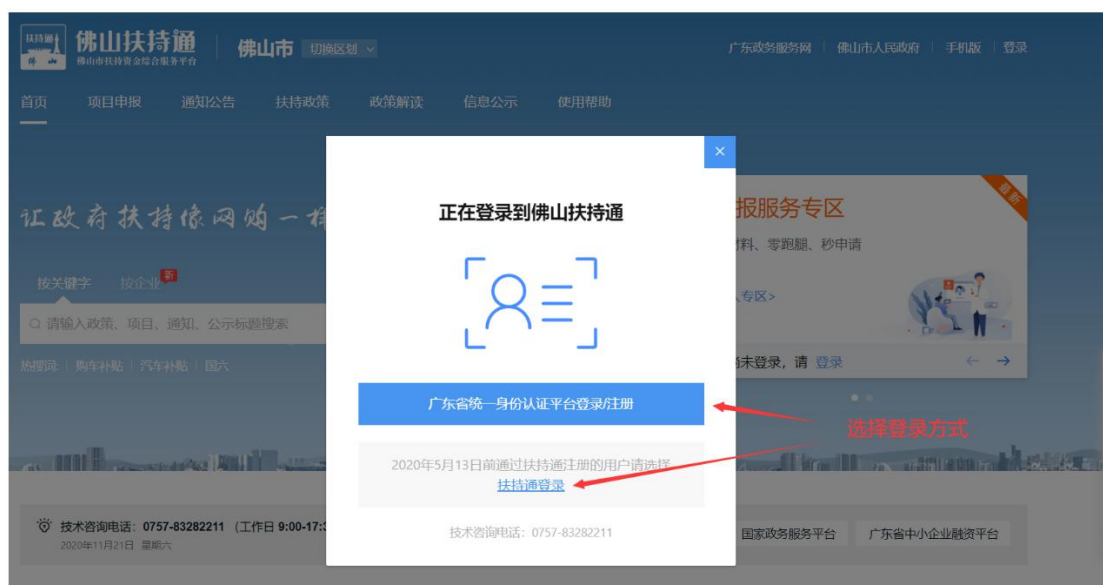 扶持通
佛山
佛山扶持通
佛山市扶持资金综合服务平台
佛山市 切换区划
广东政务服务网 佛山市人民政府 手机版 登录
首页 项目申报 通知公告 扶持政策 政策解读 信息公示 使用帮助
×
让政府扶持像网购一样
按关键字 按企业 新
请输入政策、项目、通知、公示标题搜索
热搜词: 购车补贴 汽车补贴 国六
正在登录到佛山扶持通
广东省统一身份认证平台登录/注册
2020年5月13日前通过扶持通注册的用户请选择
扶持通登录
技术咨询电话:0757-83282211
最新
报服务专区
材料、零跑腿、秒申请
专区>
尚未登录,请 登录
选择登录方式
技术咨询电话:0757-83282211 (工作日 9:00-17:3
2020年11月21日 星期六
国家政务服务平台 广东省中小企业融资平台